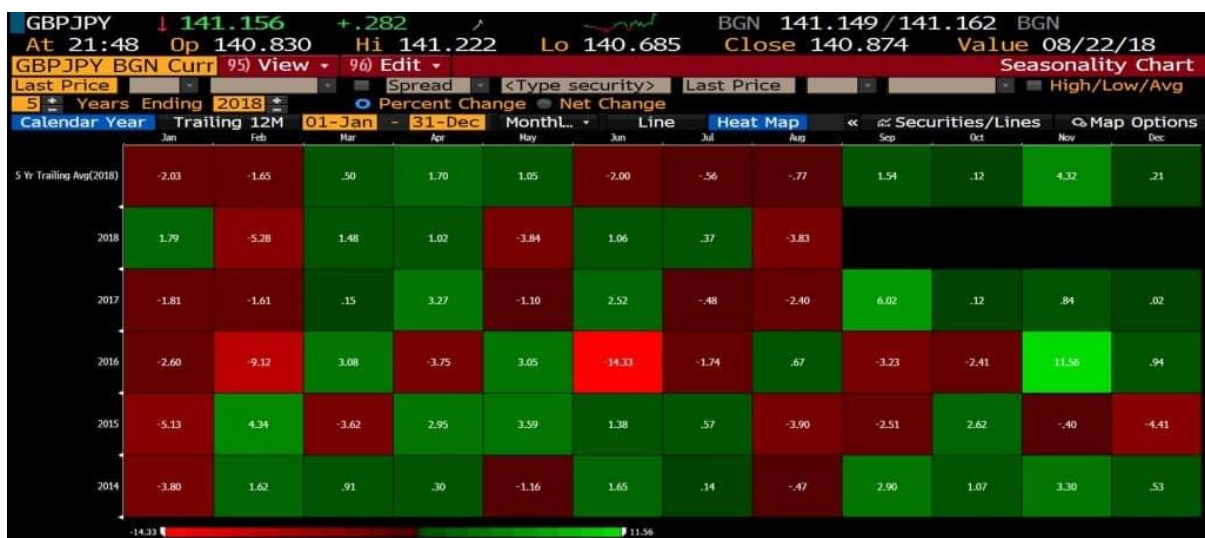 GBPJPY ↓ 141.156 +.282 BGN 141.149/141.162 BGN
At 21:48 Op 140.830 Hi 141.222 Lo 140.685 Close 140.874 Value 08/22/18
GBPJPY BGN Curr 95) View 96) Edit Seasonality Chart
Last Price Spread <Type security> Last Price High/Low/Avg
5 Years Ending 2018 Percent Change Net Change
Calendar Year Trailing 12M 01-Jan - 31-Dec Monthl... Line Heat Map « Securities/Lines Map Options
Jan Feb Mar Apr May Jun Jul Aug Sep Oct Nov Dec
5 Yr Trailing Avg(2018) -2.03 -1.65 .50 1.70 1.05 -2.00 -.56 -.77 1.54 .12 4.32 .21
2018 1.79 -5.28 1.48 1.02 -3.84 1.06 .37 -3.83
2017 -1.81 -1.61 .15 3.27 -1.10 2.52 -.48 -2.40 6.02 .12 .84 .02
2016 -2.60 -9.12 3.08 -3.75 3.05 -14.33 -1.74 .67 -3.23 -2.41 11.56 .94
2015 -5.13 4.34 -3.62 2.95 3.59 1.38 .57 -3.90 -2.51 2.62 -.40 -4.41
2014 -3.80 1.62 .91 .30 -1.16 1.65 .14 -.47 2.90 1.07 3.30 .53
-14.33 11.56